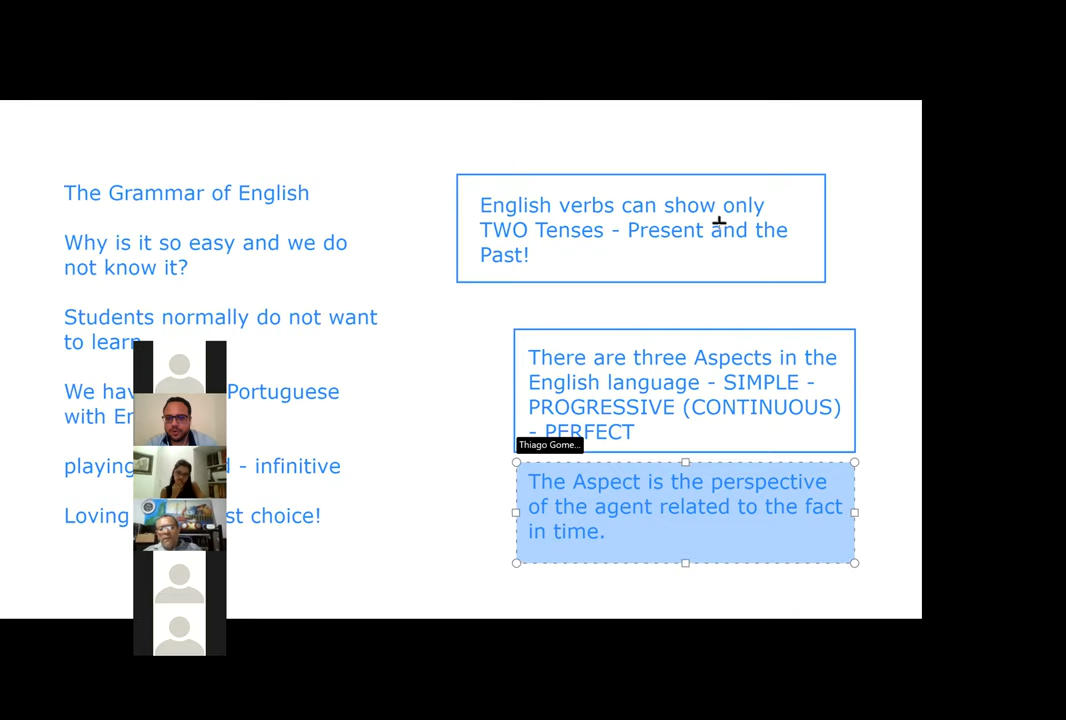 The Grammar of English
Why is it so easy and we do
not know it?
Students normally do not want
to learn
We Portuguese
with
playing - infinitive
Loving choice!
English verbs can show only
TWO Tenses - Present and the
Past!
There are three Aspects in the
English language - SIMPLE -
PROGRESSIVE (CONTINUOUS)
- PERFECT
Thiago Gome...
The Aspect is the perspective
of the agent related to the fact
in time.